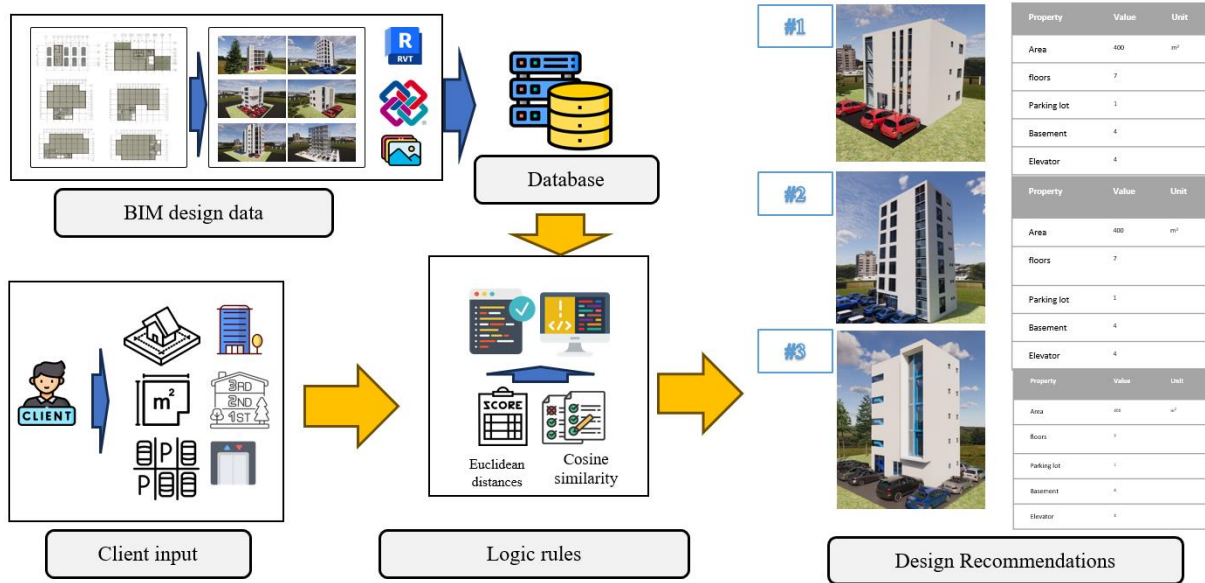 R
RVT
®
BIM design data
Database
CLIENT
m²
3RD
2ND
1ST
P
P
Client input
</>
SCORE
Euclidean
distances
Cosine
similarity
Logic rules
#1
Property Value Unit
Area 400 m²
floors 7
Parking lot 1
Basement 4
Elevator 4
#2
Property Value Unit
Area 400 m²
floors 7
Parking lot 1
Basement 4
Elevator 4
#3
Property Value Unit
Area m²
floors
Parking lot
Basement
Elevator
Design Recommendations